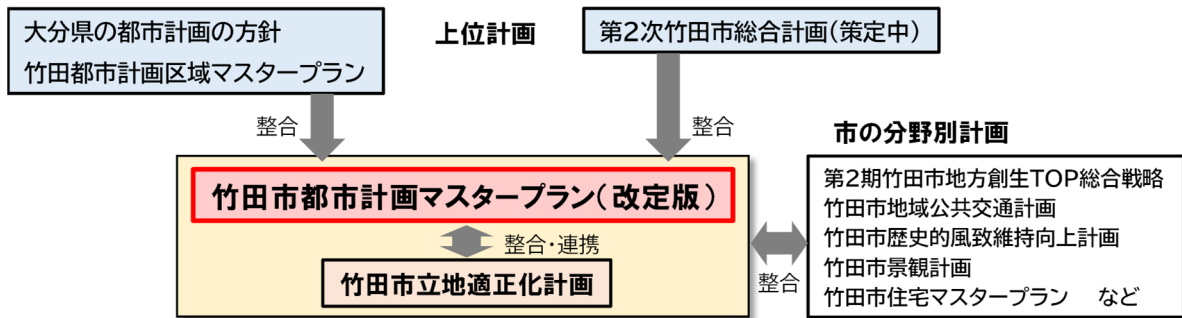 大分県の都市計画の方針
竹田都市計画区域マスタープラン
上位計画
第2次竹田市総合計画(策定中)
整合
整合
市の分野別計画
竹田市都市計画マスタープラン(改定版)
整合・連携
竹田市立地適正化計画
整合
第2期竹田市地方創生TOP総合戦略
竹田市地域公共交通計画
竹田市歴史的風致維持向上計画
竹田市景観計画
竹田市住宅マスタープラン など